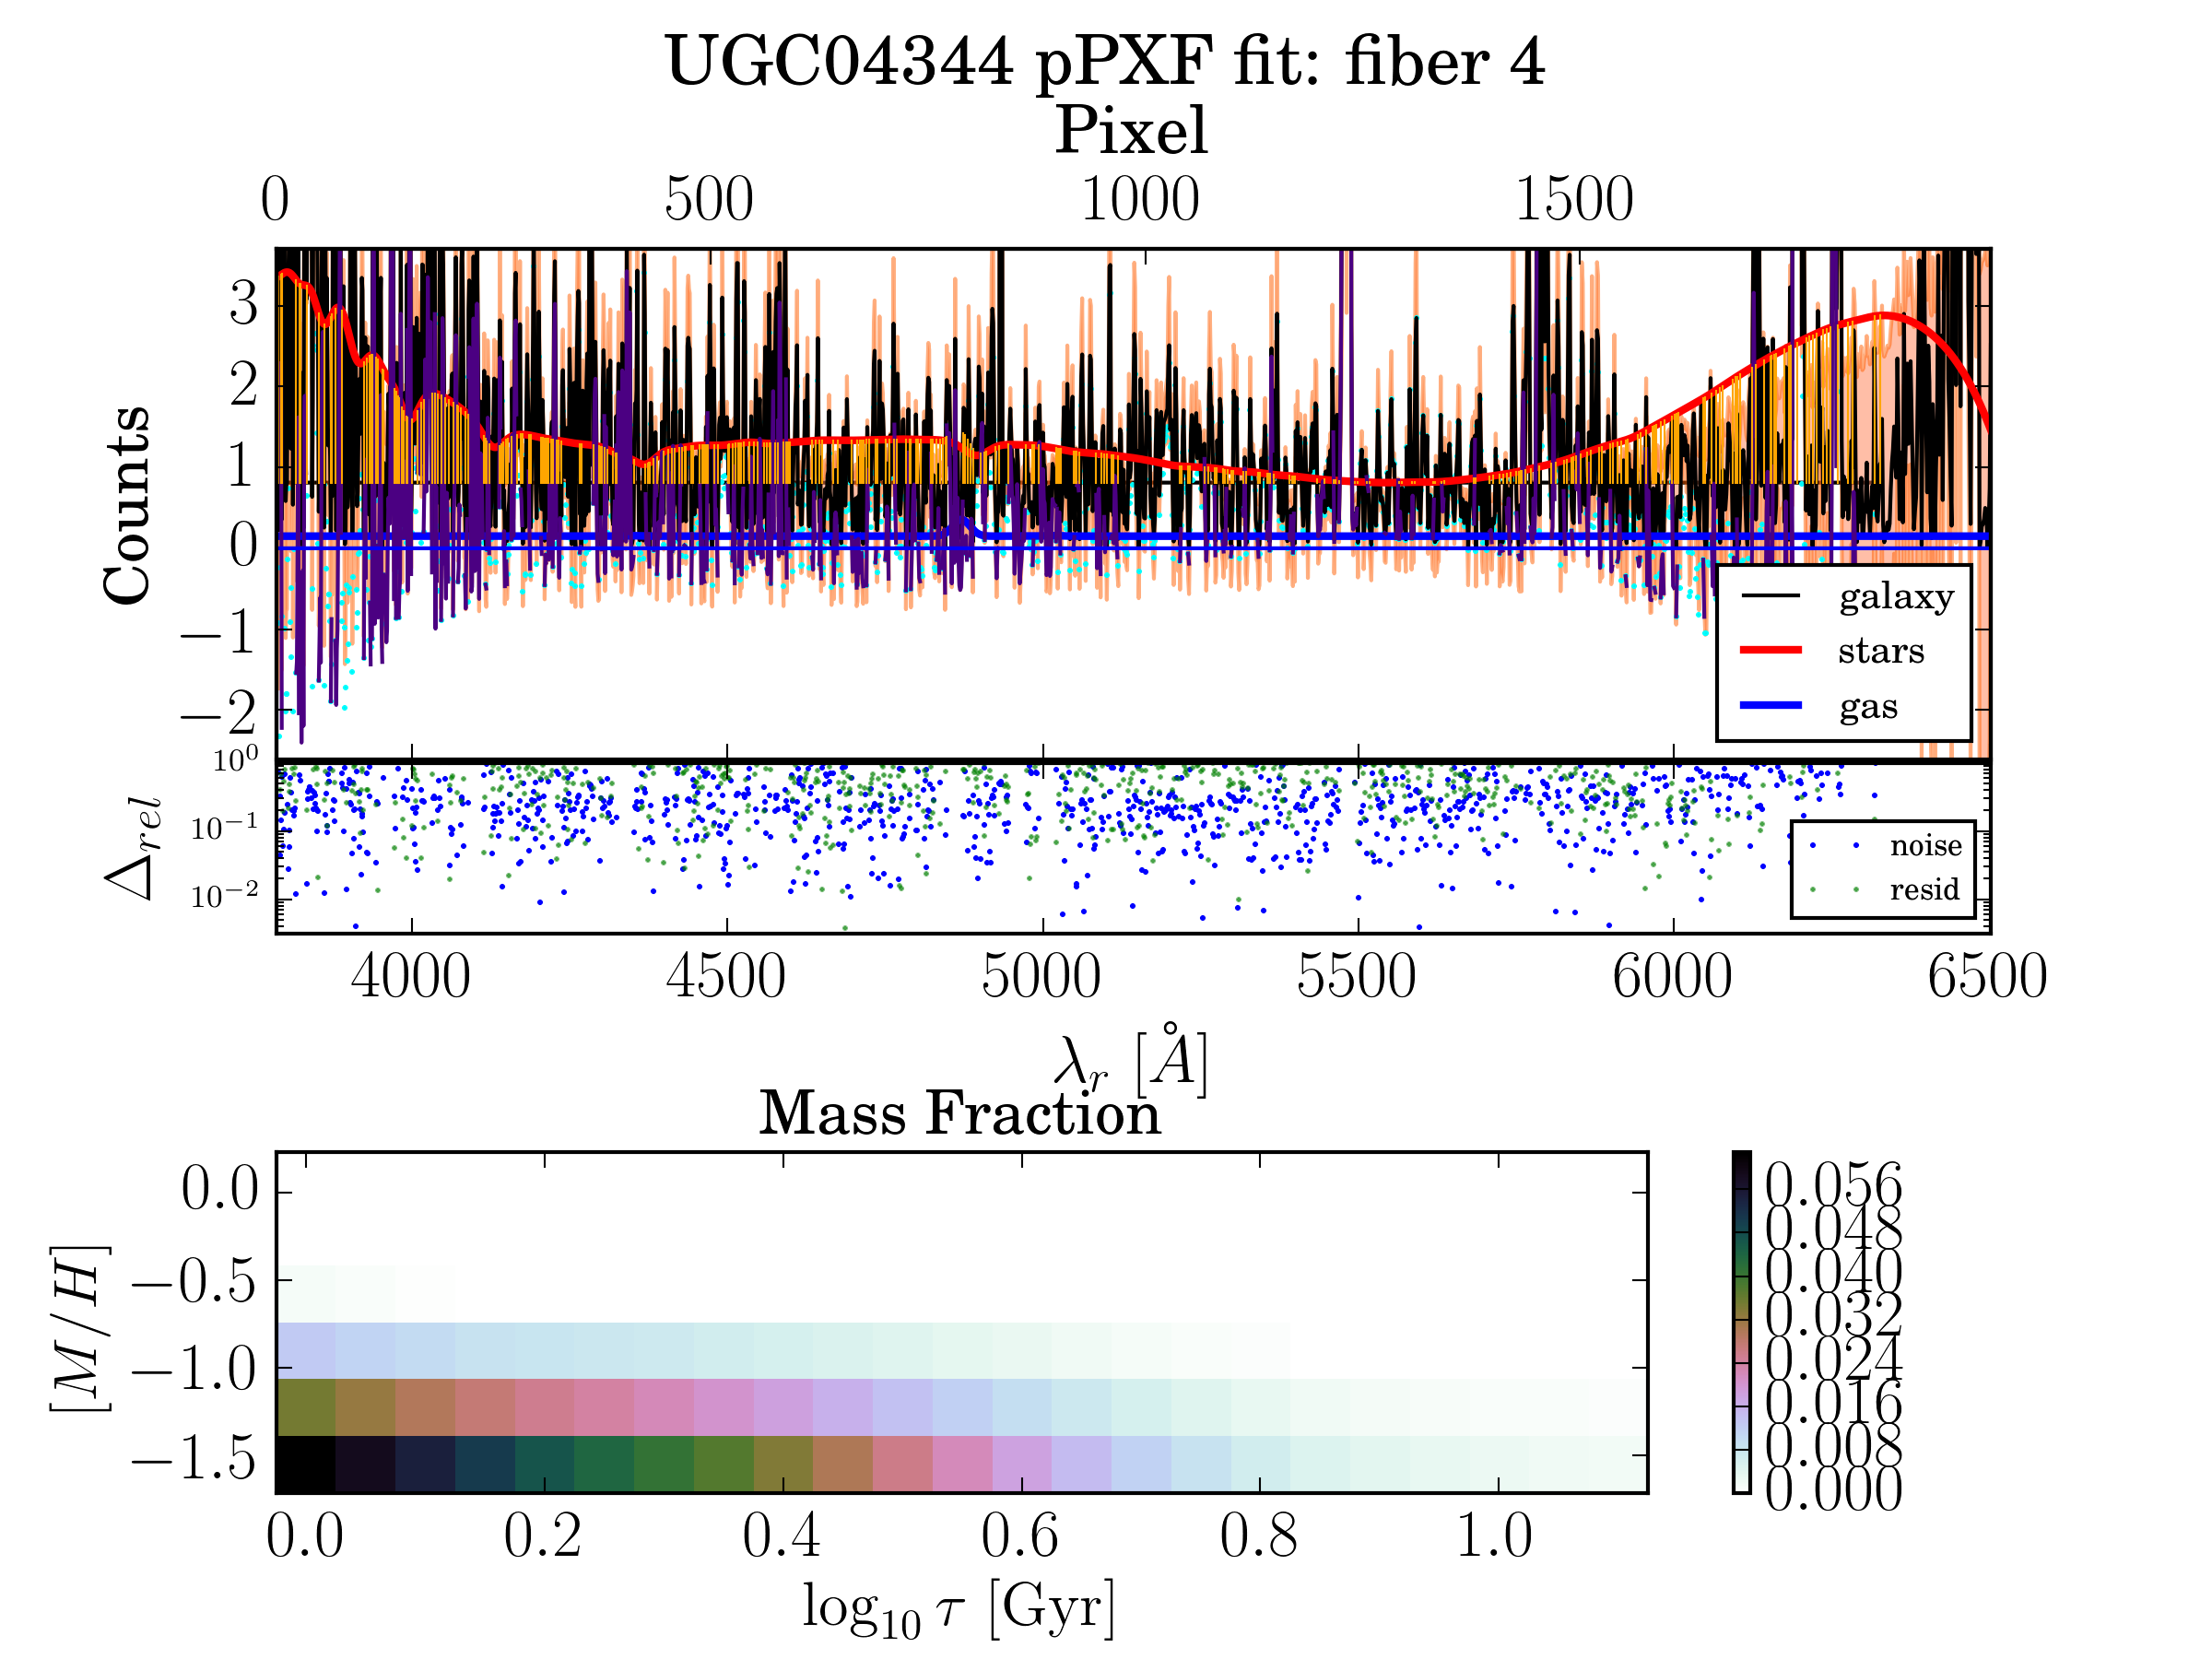 UGC04344 pPXF fit: fiber 4
Pixel
0 500 1000 1500
Counts
3
2
1
0
−1
−2
galaxy
stars
gas
Δrel
10^0
10^−1
10^−2
noise
resid
4000 4500 5000 5500 6000 6500
λr [Å]
Mass Fraction
[M/H]
0.0
−0.5
−1.0
−1.5
0.0 0.2 0.4 0.6 0.8 1.0
log10 τ [Gyr]
0.056
0.048
0.040
0.032
0.024
0.016
0.008
0.000